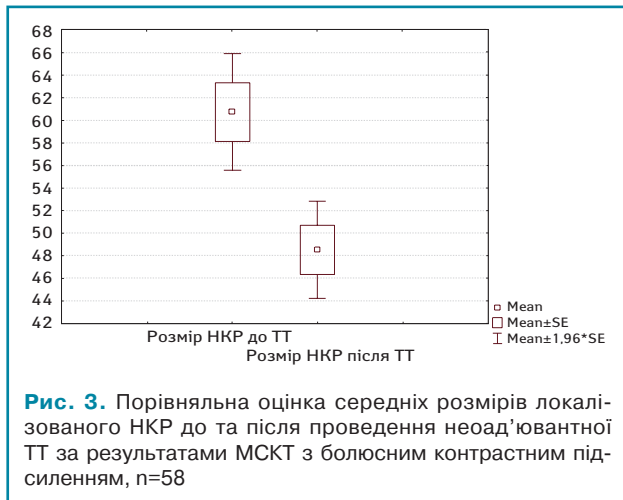 68
66
64
62
60
58
56
54
52
50
48
46
44
42
Розмір НКР до ТТ
Розмір НКР після ТТ
Mean
Mean±SE
Mean±1,96*SE
Рис. 3. Порівняльна оцінка середніх розмірів локалі-
зованого НКР до та після проведення неоад'ювантної
ТТ за результатами МСКТ з болюсним контрастним під-
силенням, n=58